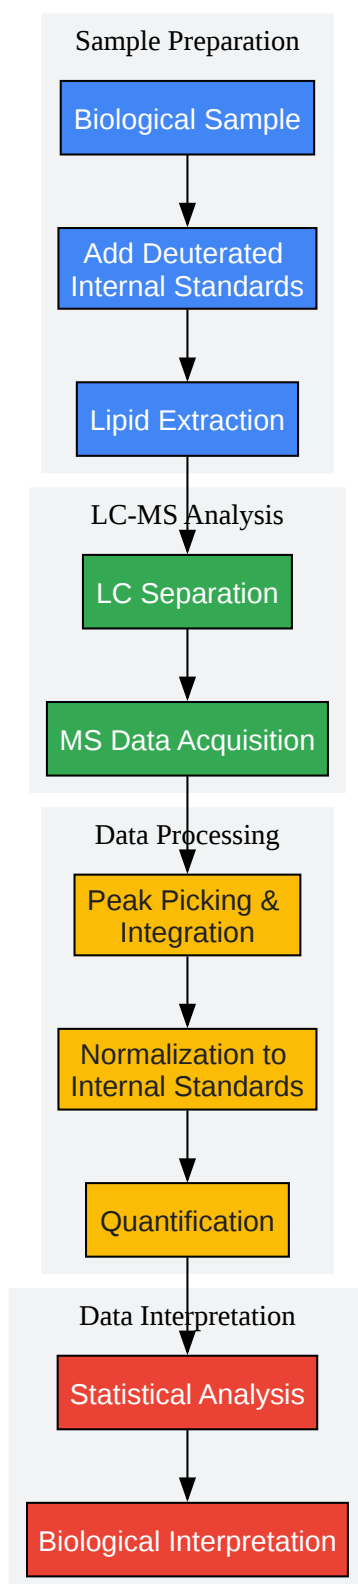 Sample Preparation
Biological Sample
Add Deuterated
Internal Standards
Lipid Extraction
LC-MS Analysis
LC Separation
MS Data Acquisition
Data Processing
Peak Picking &
Integration
Normalization to
Internal Standards
Quantification
Data Interpretation
Statistical Analysis
Biological Interpretation